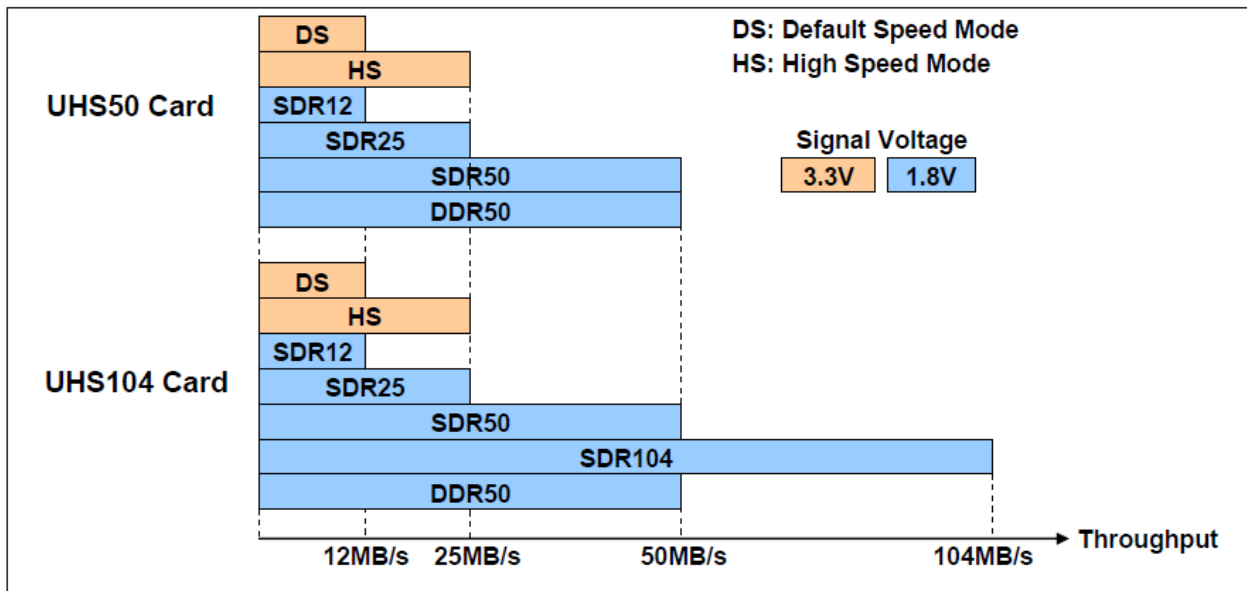 DS: Default Speed Mode
HS: High Speed Mode
Signal Voltage
3.3V 1.8V
UHS50 Card
DS
HS
SDR12
SDR25
SDR50
DDR50
UHS104 Card
DS
HS
SDR12
SDR25
SDR50
SDR104
DDR50
12MB/s 25MB/s 50MB/s 104MB/s
Throughput